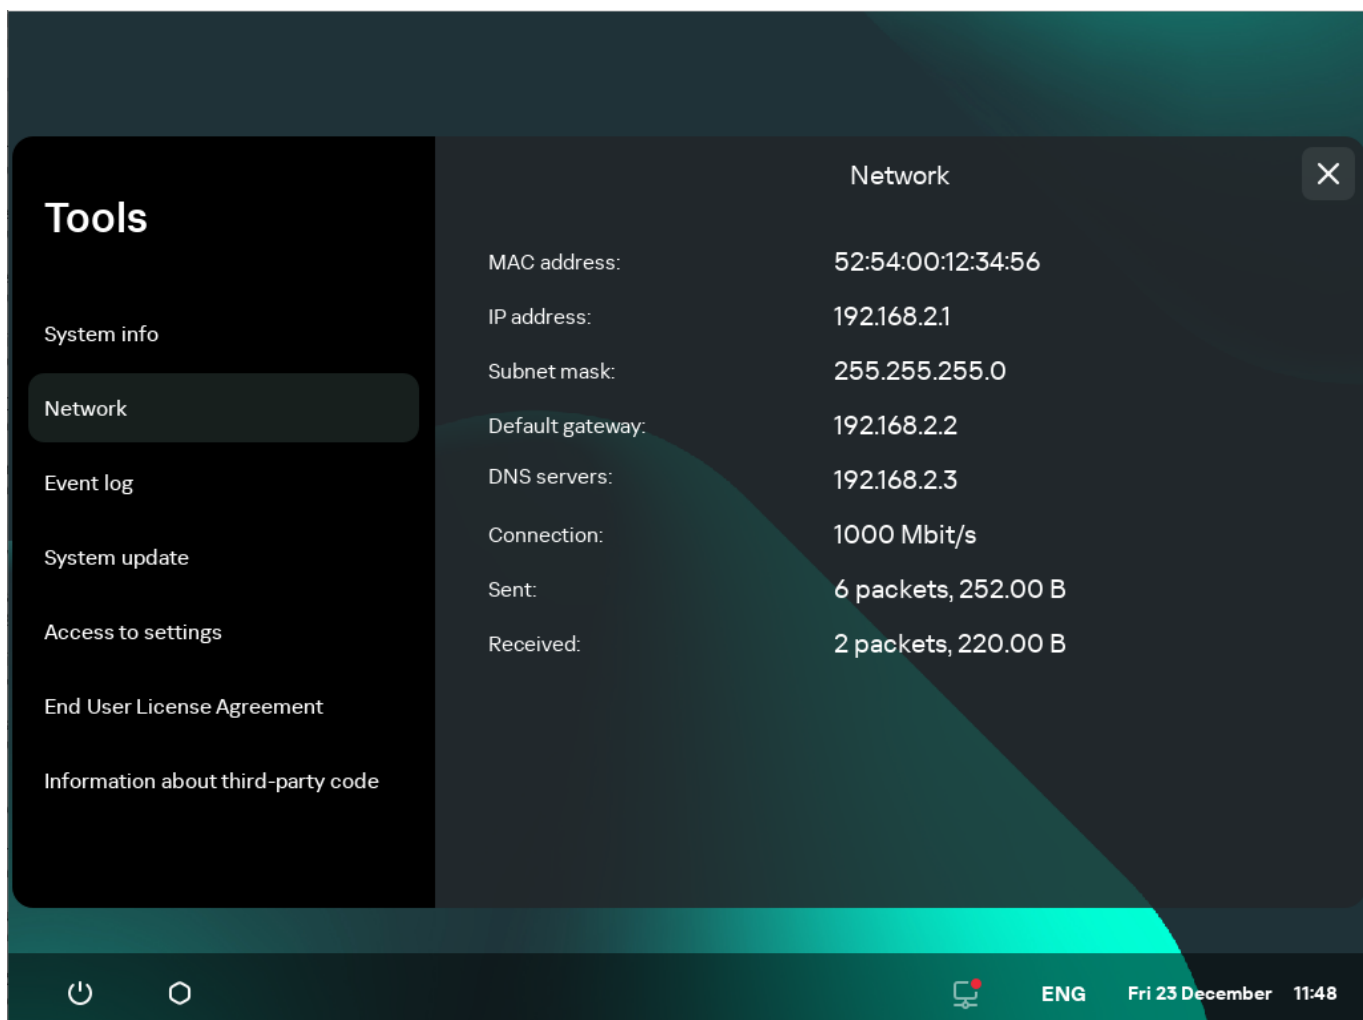 Tools
System info
Network
Event log
System update
Access to settings
End User License Agreement
Information about third-party code
Network
MAC address: 52:54:00:12:34:56
IP address: 192.168.2.1
Subnet mask: 255.255.255.0
Default gateway: 192.168.2.2
DNS servers: 192.168.2.3
Connection: 1000 Mbit/s
Sent: 6 packets, 252.00 B
Received: 2 packets, 220.00 B
ENG Fri 23 December 11:48